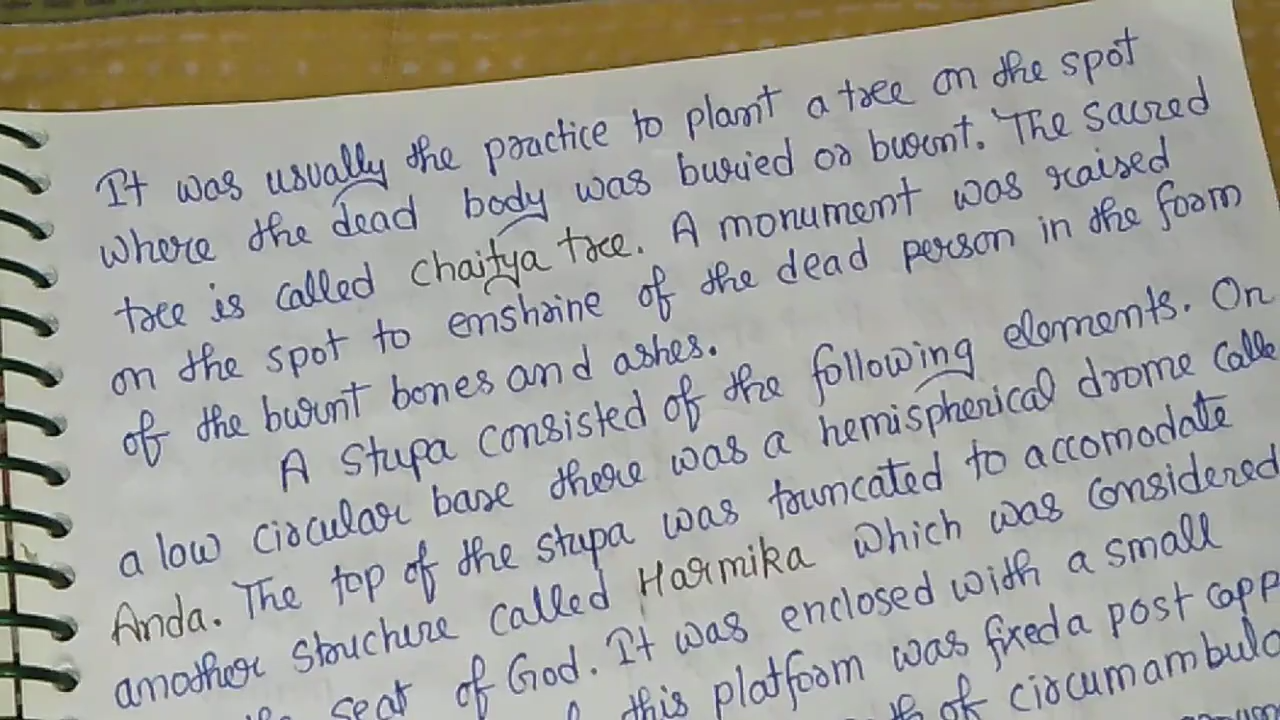 It was usually the practice to plant a tree on the spot
where the dead body was buried or burnt. The sacred
tree is called Chaitya tree. A monument was raised
on the spot to enshrine of the dead person in the form
of the burnt bones and ashes.
A Stupa consisted of the following elements. On
a low circular base there was a hemispherical drome calle
Anda. The top of the stupa was truncated to accomodate
another structure called Harmika which was considered
seat of God. It was enclosed with a small
this platform was fixed a post capp
of circumambula